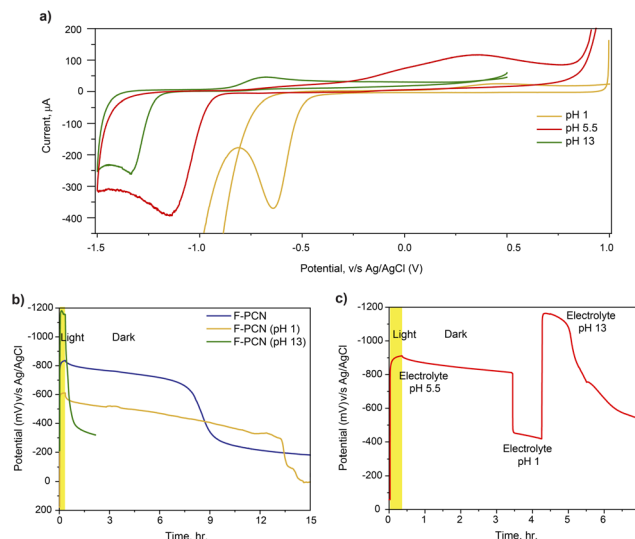 a)
200
100
0
-100
-200
-300
-400
Current, µA
pH 1
pH 5.5
pH 13
-1.5
-1.0
-0.5
0.0
0.5
1.0
Potential, v/s Ag/AgCl (V)
b)
-1200
-1000
-800
-600
-400
-200
0
200
Potential (mV)v/s Ag/AgCl
Light
Dark
F-PCN
F-PCN (pH 1)
F-PCN (pH 13)
0
3
6
9
12
15
Time, hr.
c)
-1200
-1000
-800
-600
-400
-200
0
Potential (mV) v/s Ag/AgCl
Light
Dark
Electrolyte
pH 5.5
Electrolyte
pH 1
Electrolyte
pH 13
0
1
2
3
4
5
6
Time, hr.